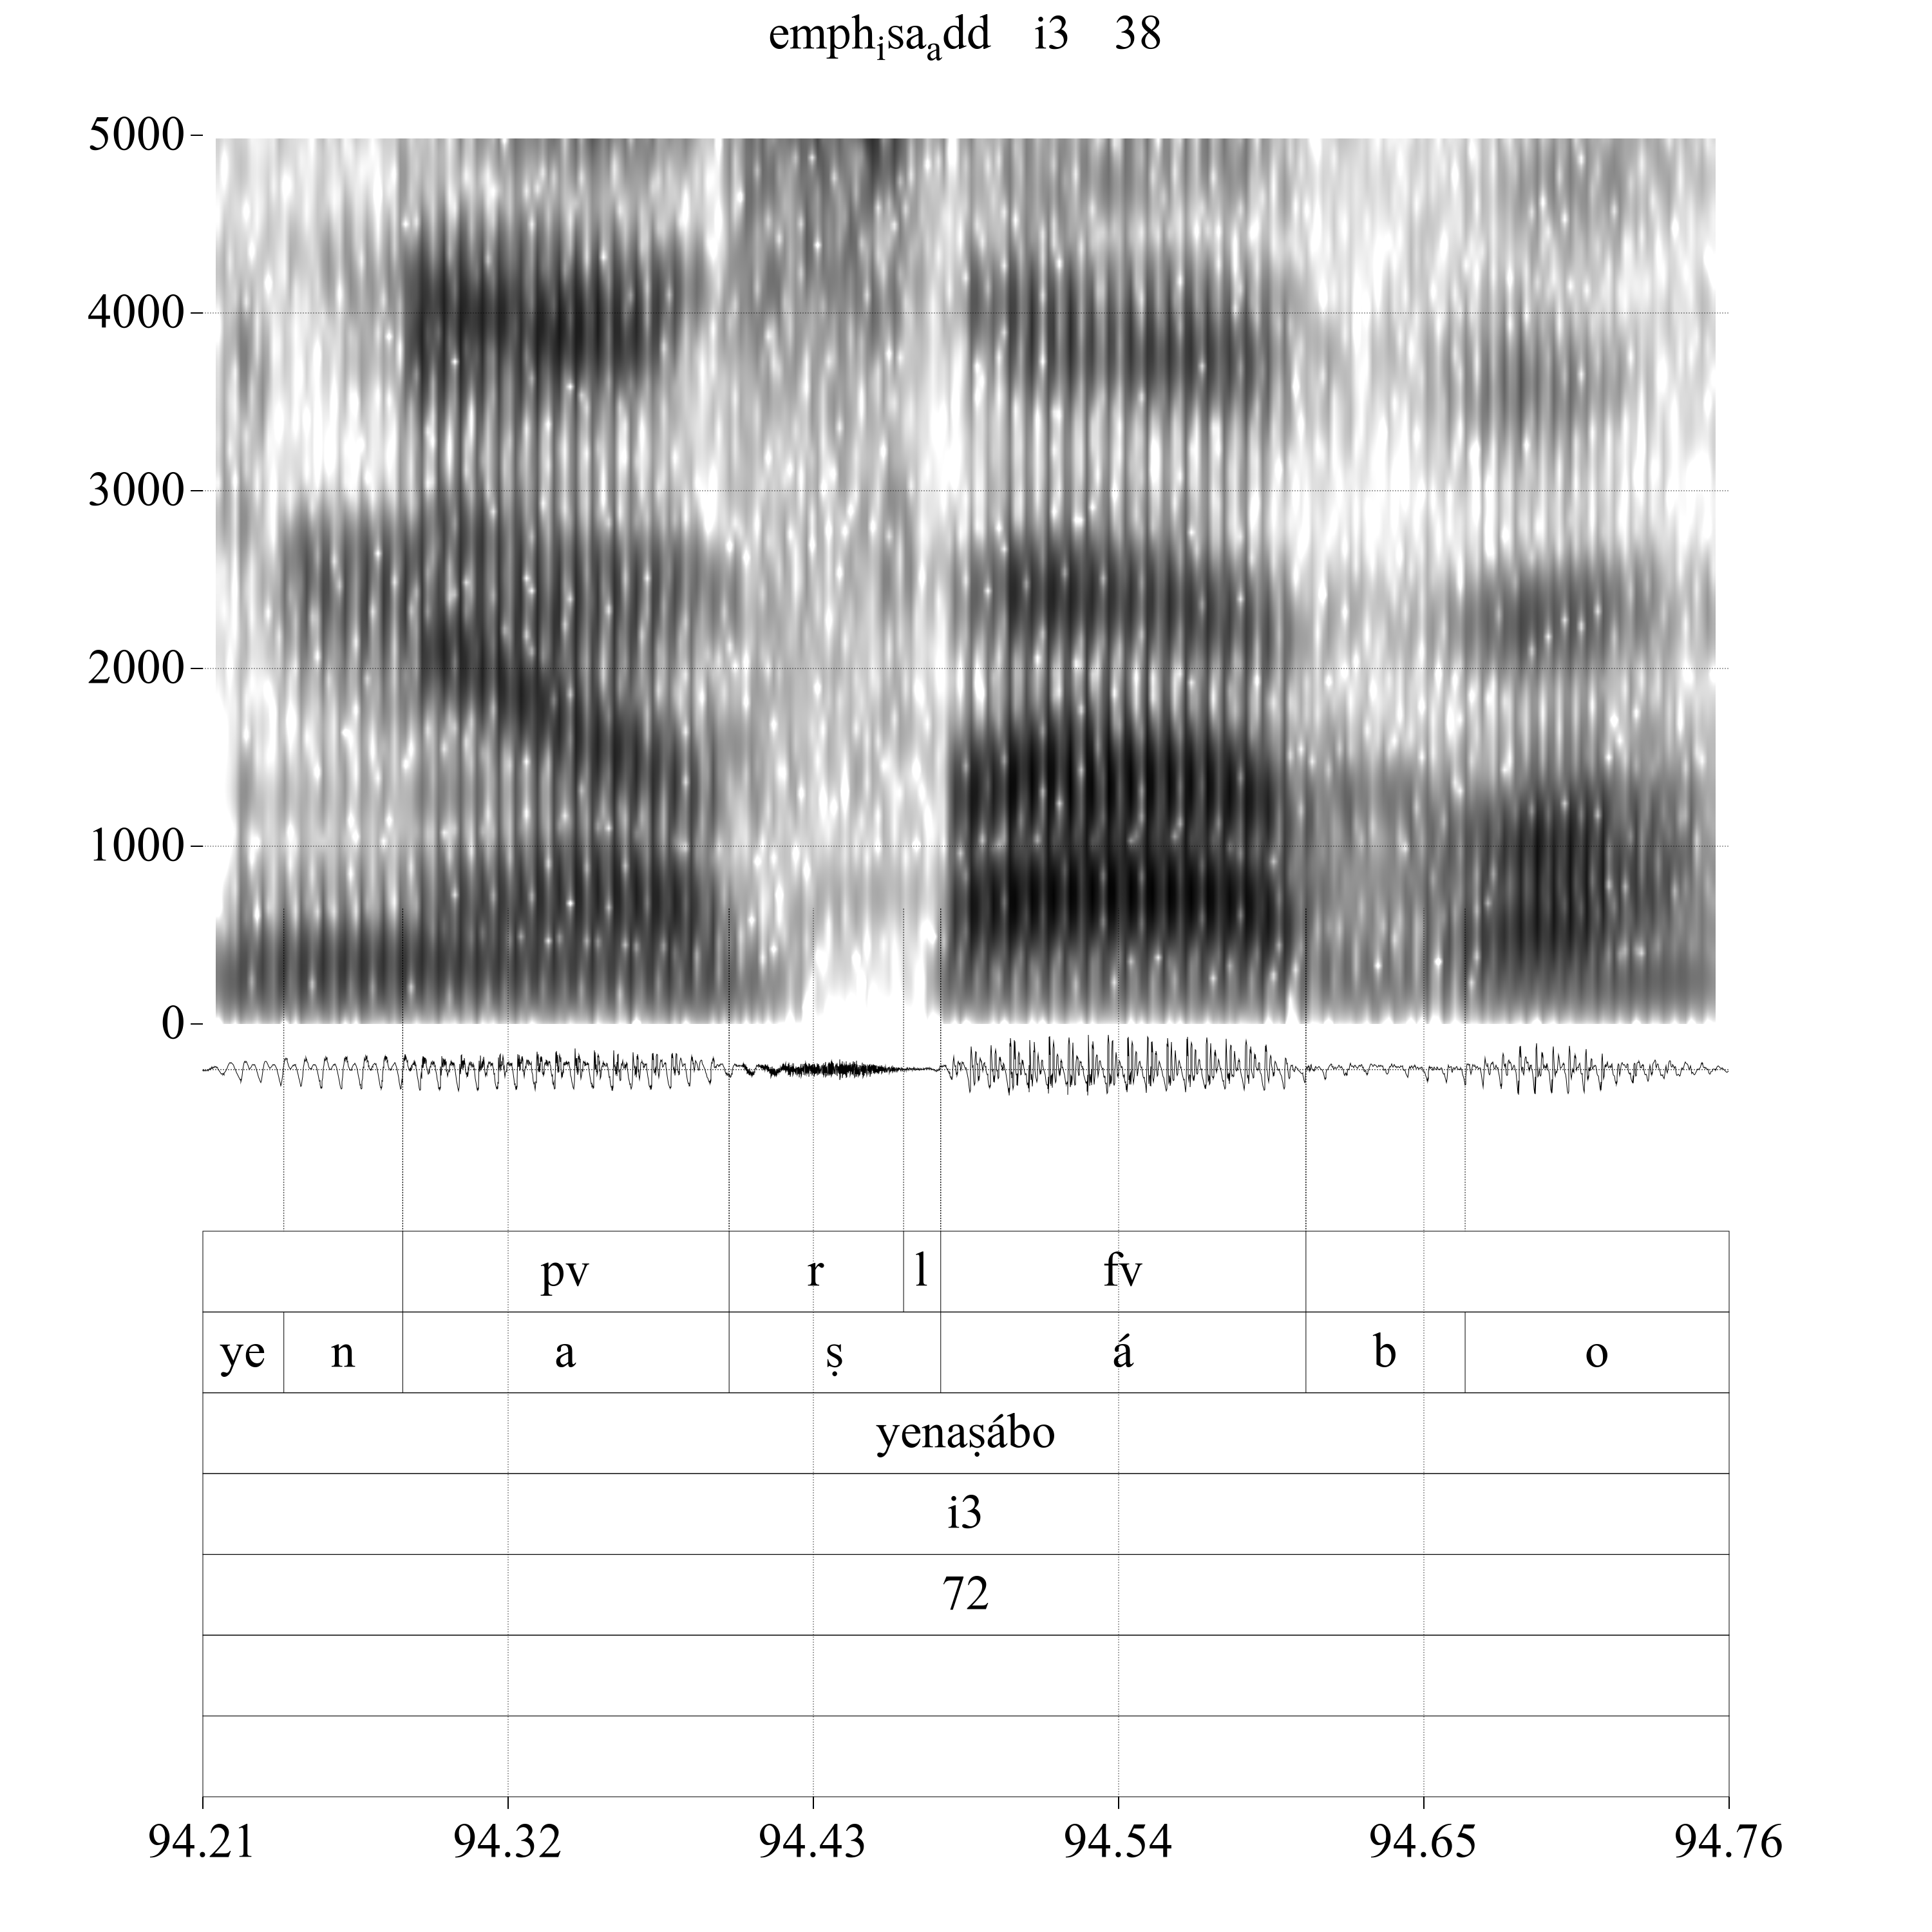 emphᵢsaₐdd i3 38
5000
4000
3000
2000
1000
0
pv r l fv
ye n a ṣ á b o
yenaṣábo
i3
72
94.21 94.32 94.43 94.54 94.65 94.76